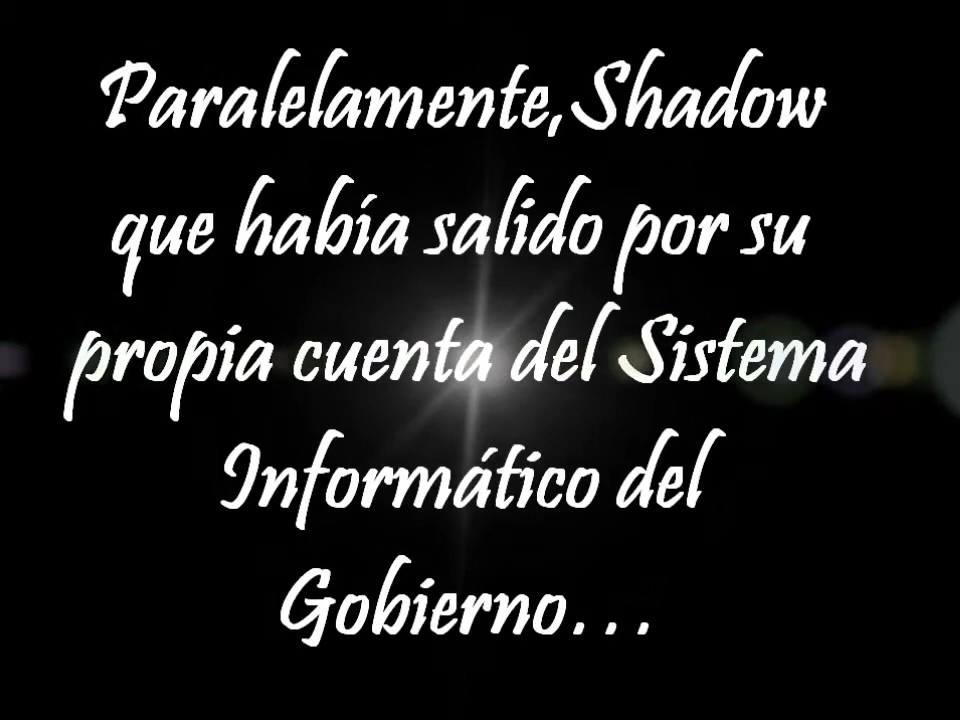 Paralelamente,Shadow
que había salido por su
propia cuenta del Sistema
Informático del
Gobierno...